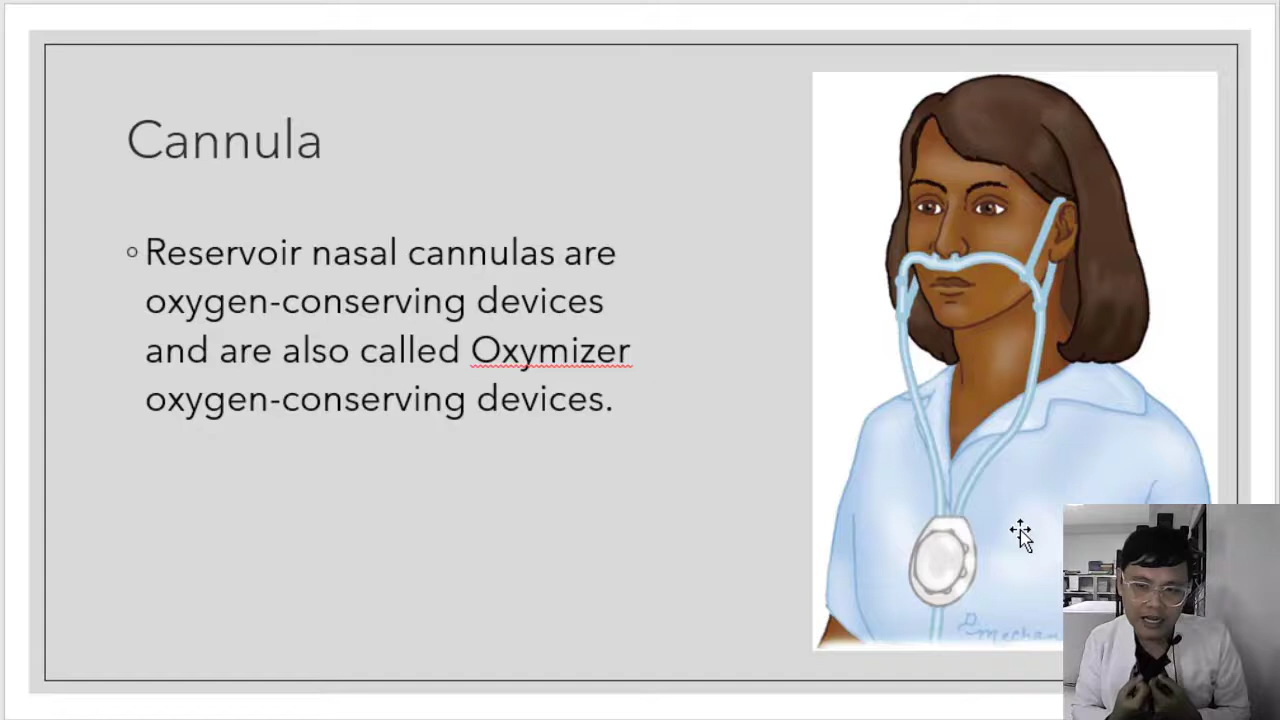 Cannula
Reservoir nasal cannulas are
oxygen-conserving devices
and are also called Oxymizer
oxygen-conserving devices.